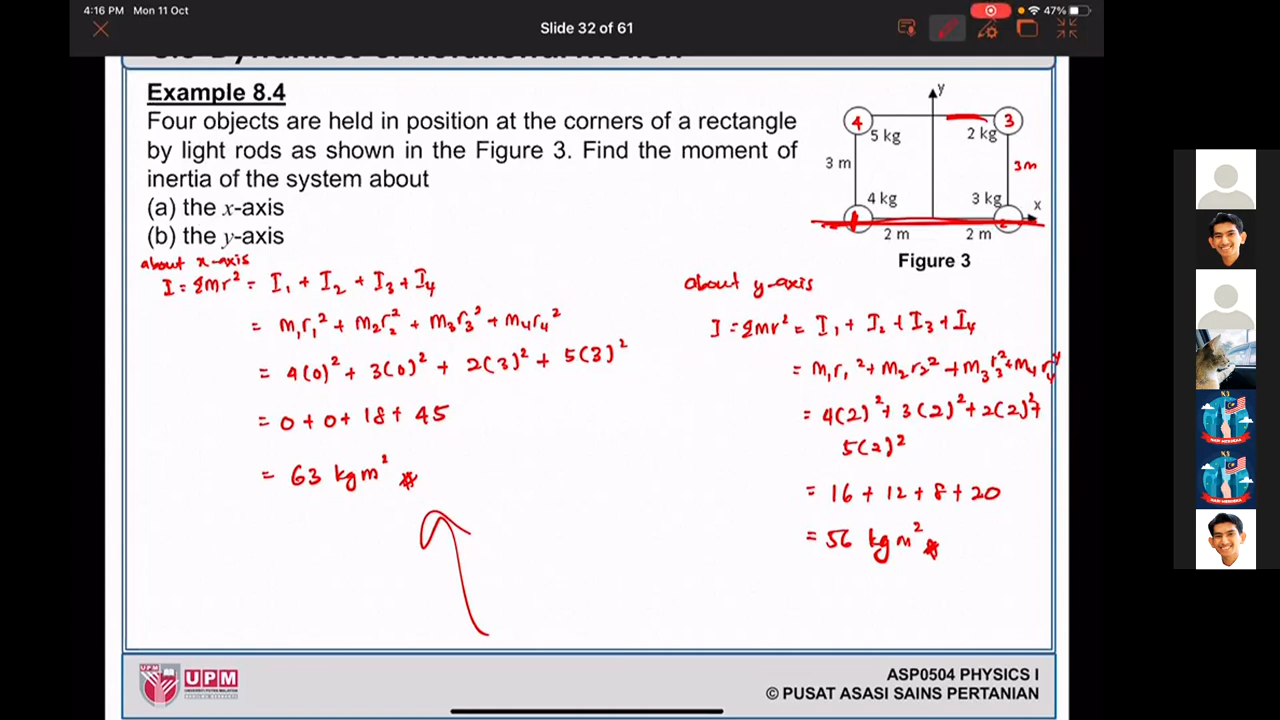 4:16 PM Mon 11 Oct
47%
Slide 32 of 61
Example 8.4
Four objects are held in position at the corners of a rectangle
by light rods as shown in the Figure 3. Find the moment of
inertia of the system about
(a) the x-axis
(b) the y-axis
y
4
3
5 kg
2 kg
3 m
3m
4 kg
3 kg
x
1
2
2 m
2 m
Figure 3
about x-axis
I = Σmr² = I₁ + I₂ + I₃ + I₄
= m₁r₁² + m₂r₂² + m₃r₃² + m₄r₄²
= 4(0)² + 3(0)² + 2(3)² + 5(3)²
= 0 + 0 + 18 + 45
= 63 kg m²
about y-axis
I = Σmr² = I₁ + I₂ + I₃ + I₄
= m₁r₁² + m₂r₂² + m₃r₃² + m₄r₄²
= 4(2)² + 3(2)² + 2(2)² +
5(2)²
= 16 + 12 + 8 + 20
= 56 kg m²
UPM
UPM
ASP0504 PHYSICS I
© PUSAT ASASI SAINS PERTANIAN